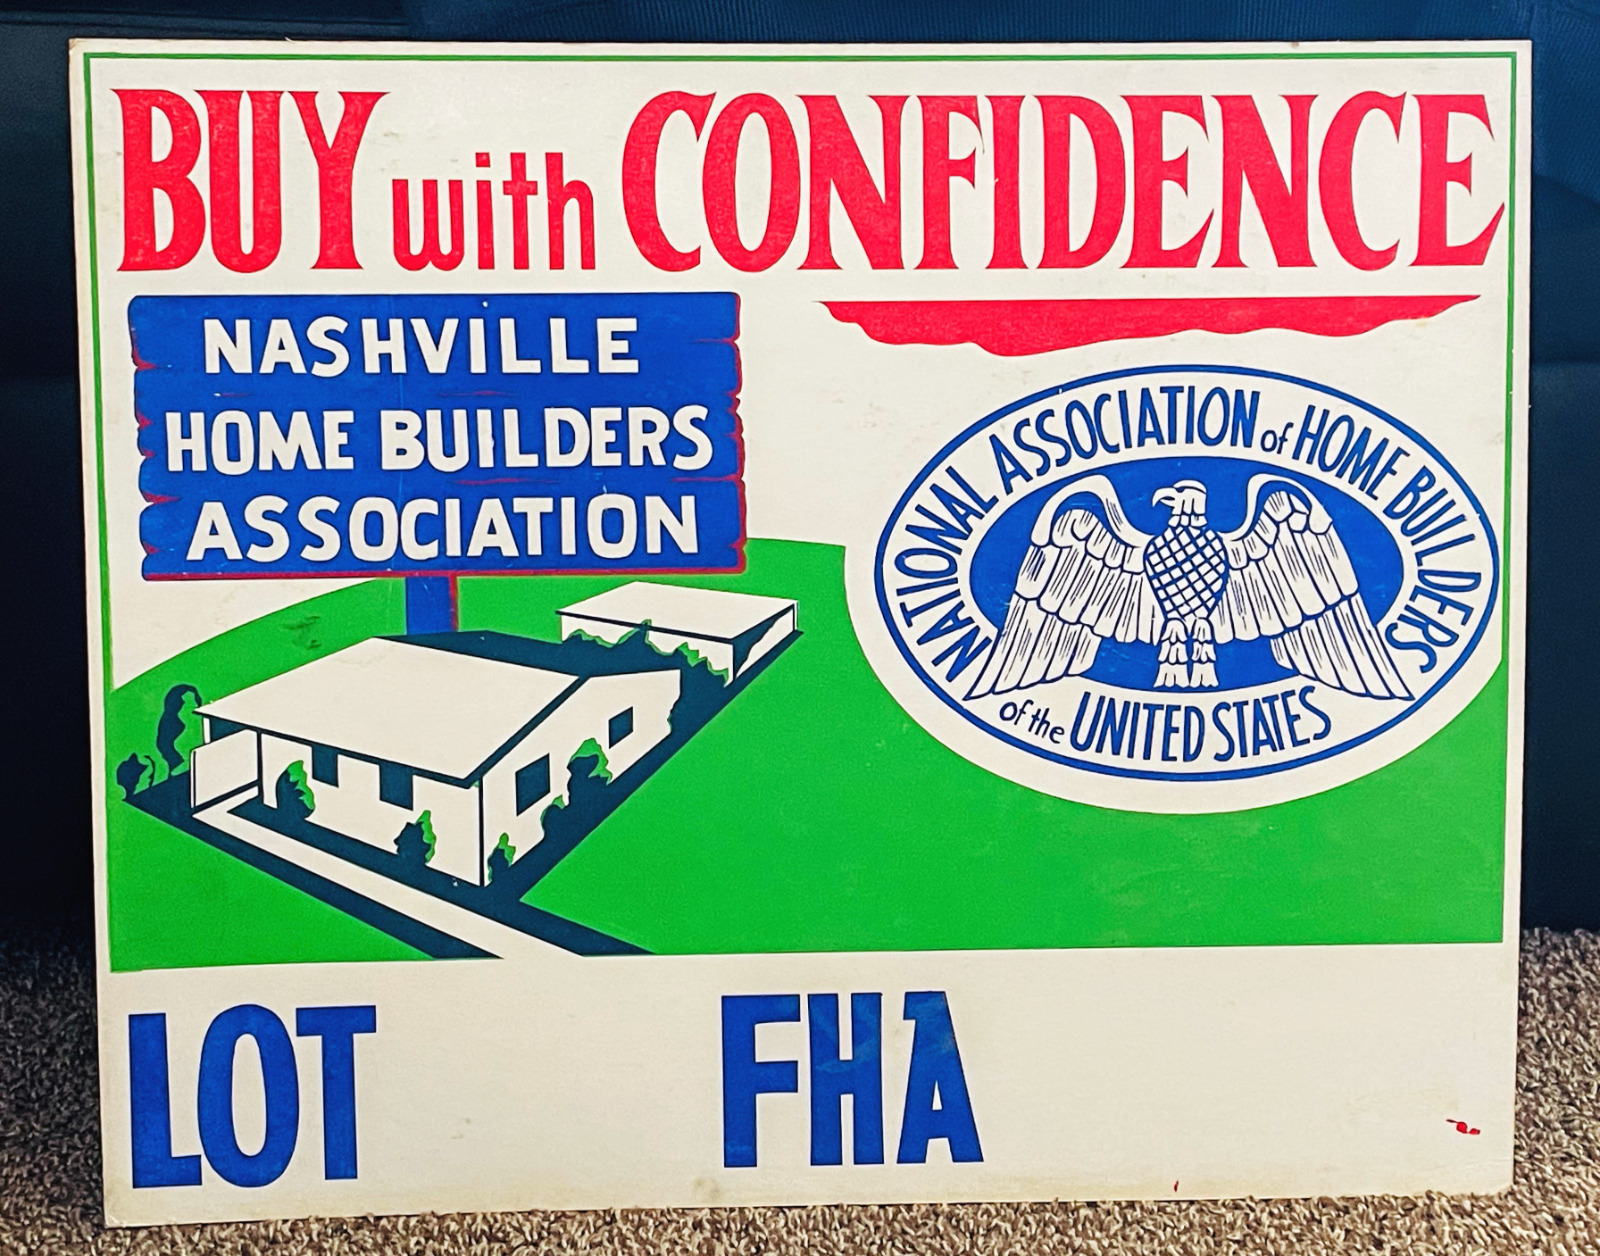 BUY with CONFIDENCE
NASHVILLE
HOME BUILDERS
ASSOCIATION
NATIONAL ASSOCIATION of HOME BUILDERS
of the UNITED STATES
LOT FHA